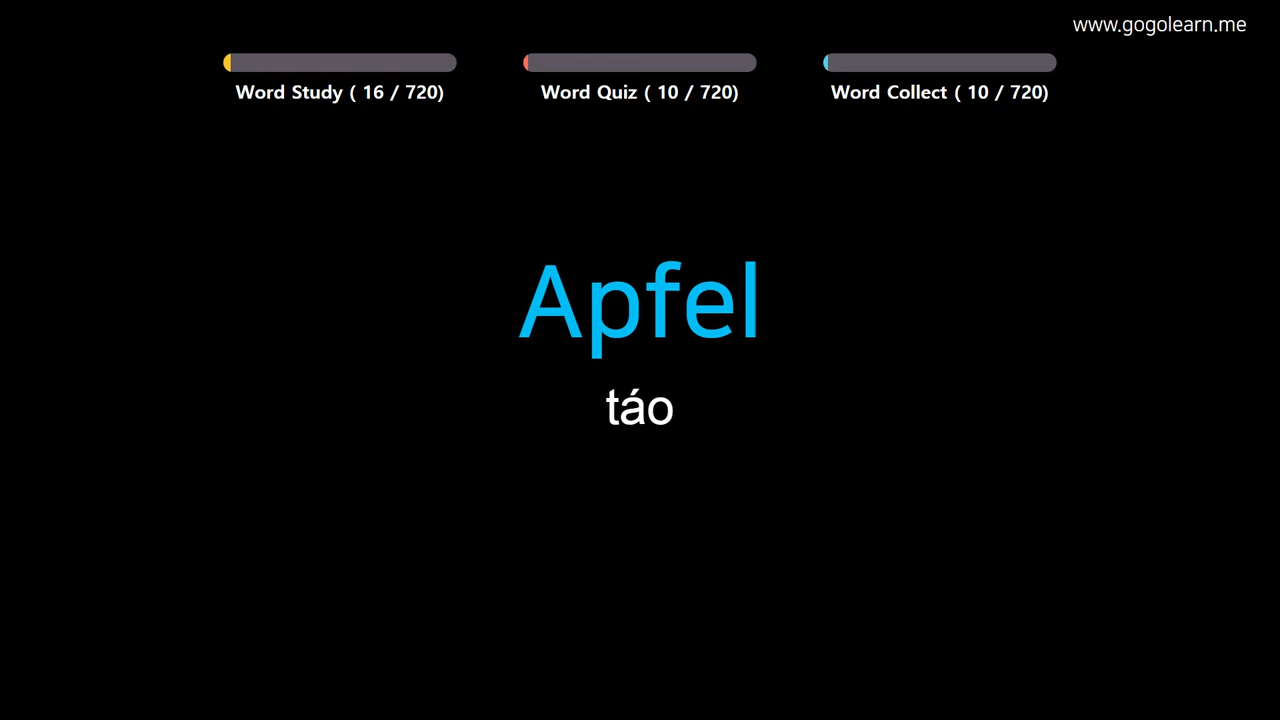 www.gogolearn.me
Word Study ( 16 / 720)
Word Quiz ( 10 / 720)
Word Collect ( 10 / 720)
Apfel
táo